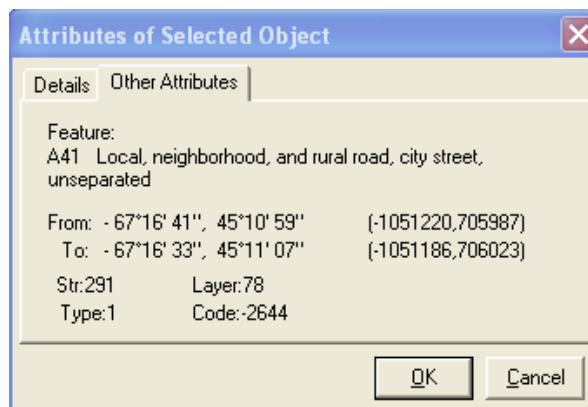 Attributes of Selected Object
Details Other Attributes
Feature:
A41 Local, neighborhood, and rural road, city street,
unseparated
From: - 67°16' 41'', 45°10' 59'' (-1051220,705987)
To: - 67°16' 33'', 45°11' 07'' (-1051186,706023)
Str:291 Layer:78
Type:1 Code:-2644
OK Cancel